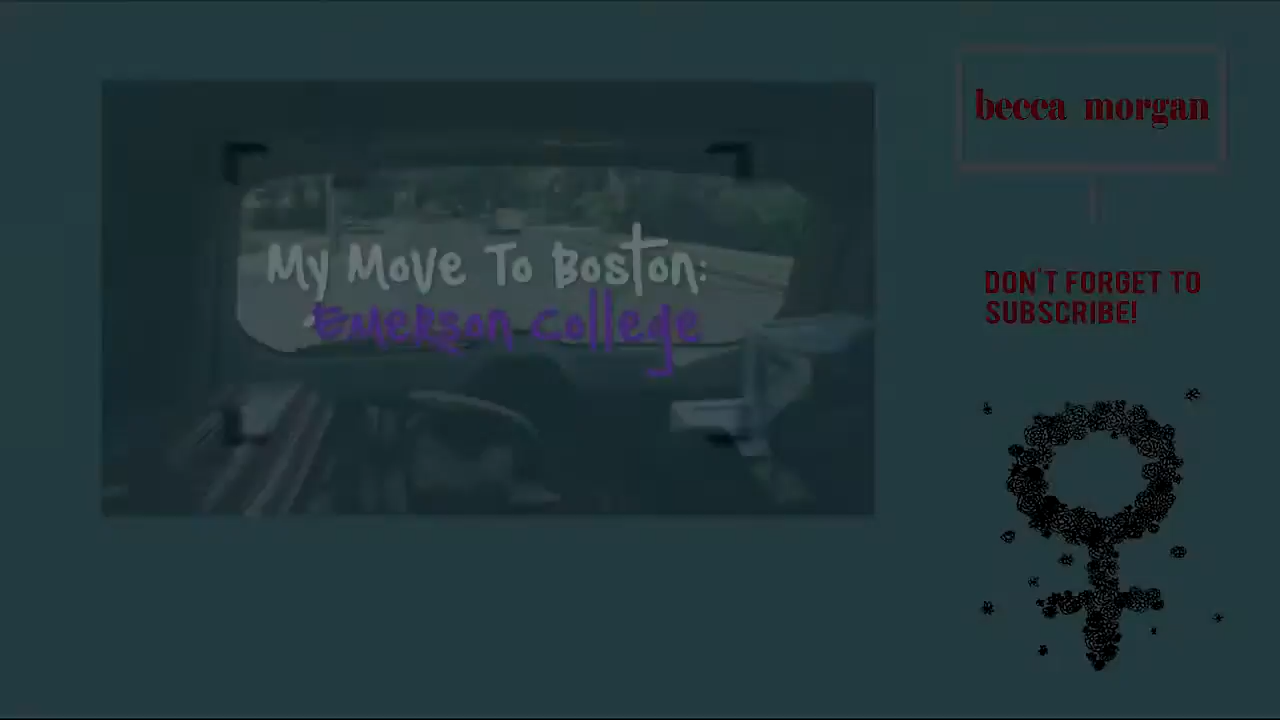 My Move To Boston:
Emerson College
becca morgan
DON'T FORGET TO
SUBSCRIBE!